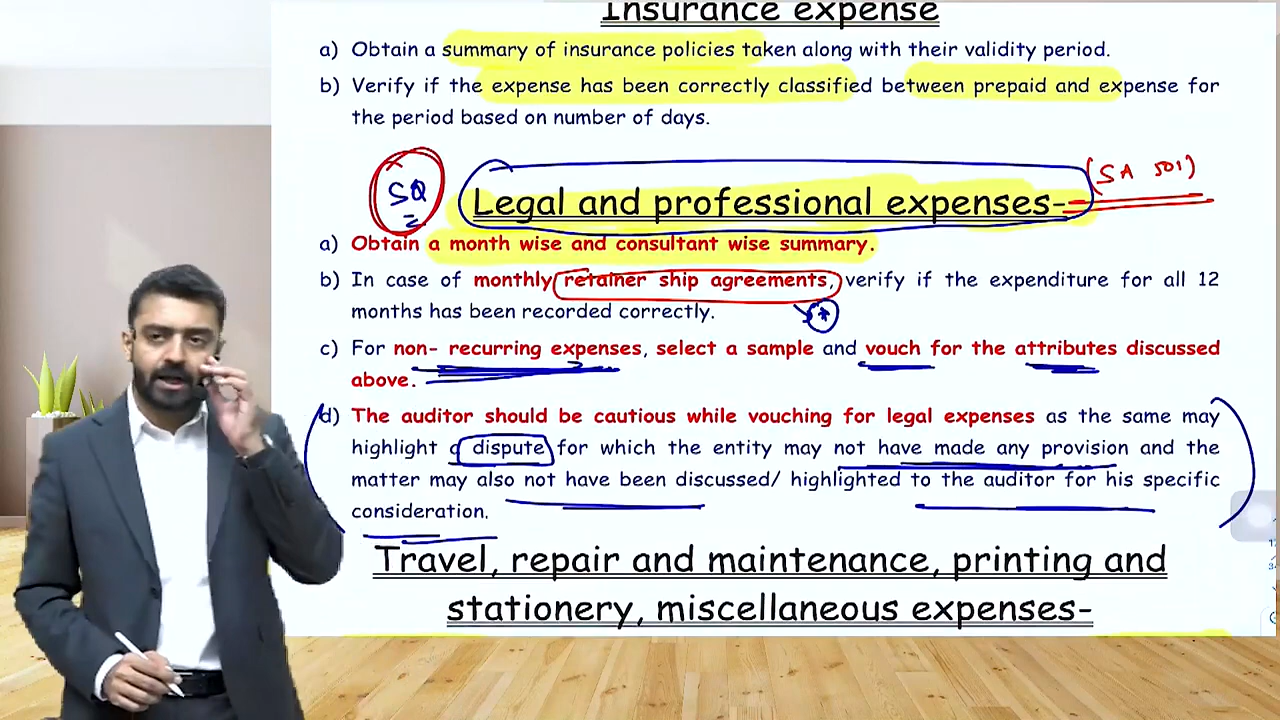 Insurance expense
a) Obtain a summary of insurance policies taken along with their validity period.
b) Verify if the expense has been correctly classified between prepaid and expense for
the period based on number of days.
SQ
Legal and professional expenses-
(SA 501)
a) Obtain a month wise and consultant wise summary.
b) In case of monthly retainer ship agreements, verify if the expenditure for all 12
months has been recorded correctly.
c) For non- recurring expenses, select a sample and vouch for the attributes discussed
above.
d) The auditor should be cautious while vouching for legal expenses as the same may
highlight a dispute for which the entity may not have made any provision and the
matter may also not have been discussed/ highlighted to the auditor for his specific
consideration.
Travel, repair and maintenance, printing and
stationery, miscellaneous expenses-